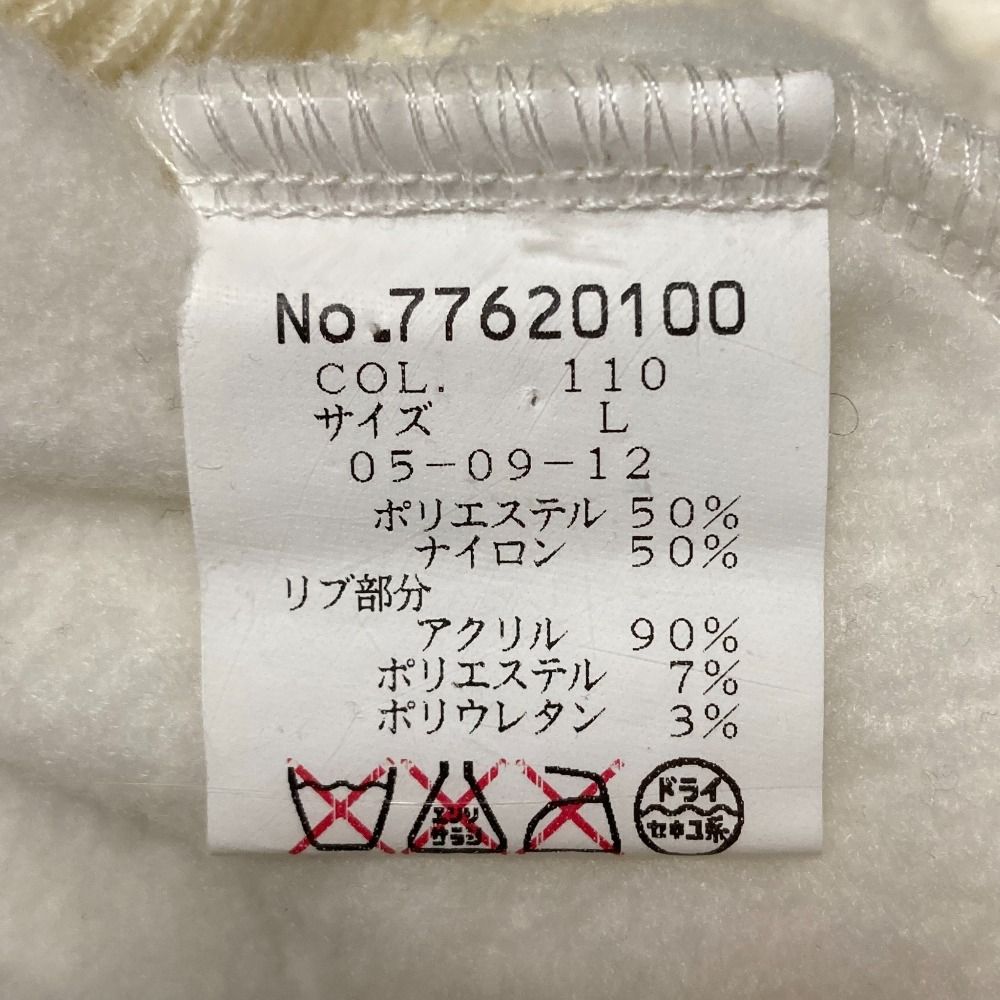 No.77620100
COL. 110
サイズ L
05-09-12
ポリエステル 50%
ナイロン 50%
リブ部分
アクリル 90%
ポリエステル 7%
ポリウレタン 3%
エンソ サラシ
ドライ
セキユ系